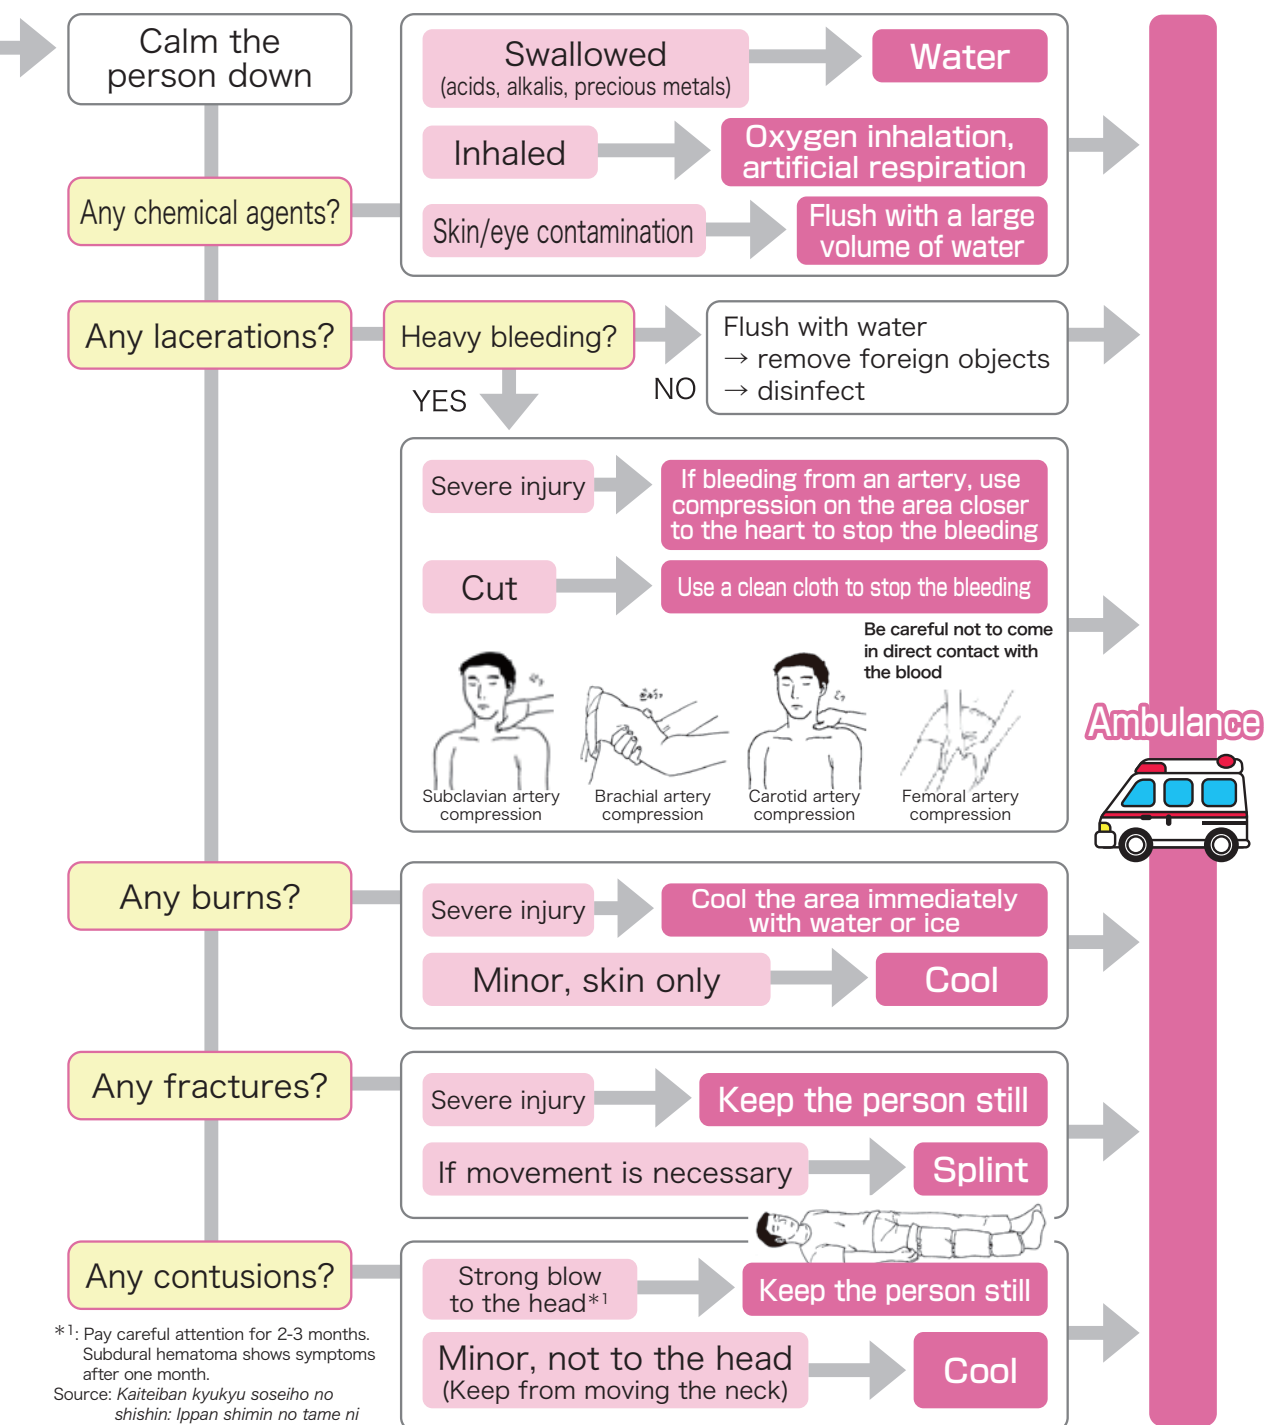 Calm the
person down
Swallowed
(acids, alkalis, precious metals)
Water
Inhaled
Oxygen inhalation,
artificial respiration
Any chemical agents?
Skin/eye contamination
Flush with a large
volume of water
Any lacerations?
Heavy bleeding?
YES
NO
Flush with water
→ remove foreign objects
→ disinfect
Severe injury
If bleeding from an artery, use
compression on the area closer
to the heart to stop the bleeding
Cut
Use a clean cloth to stop the bleeding
Be careful not to come
in direct contact with
the blood
Subclavian artery
compression
Brachial artery
compression
Carotid artery
compression
Femoral artery
compression
Ambulance
Any burns?
Severe injury
Cool the area immediately
with water or ice
Minor, skin only
Cool
Any fractures?
Severe injury
Keep the person still
If movement is necessary
Splint
Any contusions?
Strong blow
to the head*1
Keep the person still
Minor, not to the head
(Keep from moving the neck)
Cool
*1: Pay careful attention for 2-3 months.
Subdural hematoma shows symptoms
after one month.
Source: Kaiteiban kyukyu soseiho no
shishin: Ippan shimin no tame ni